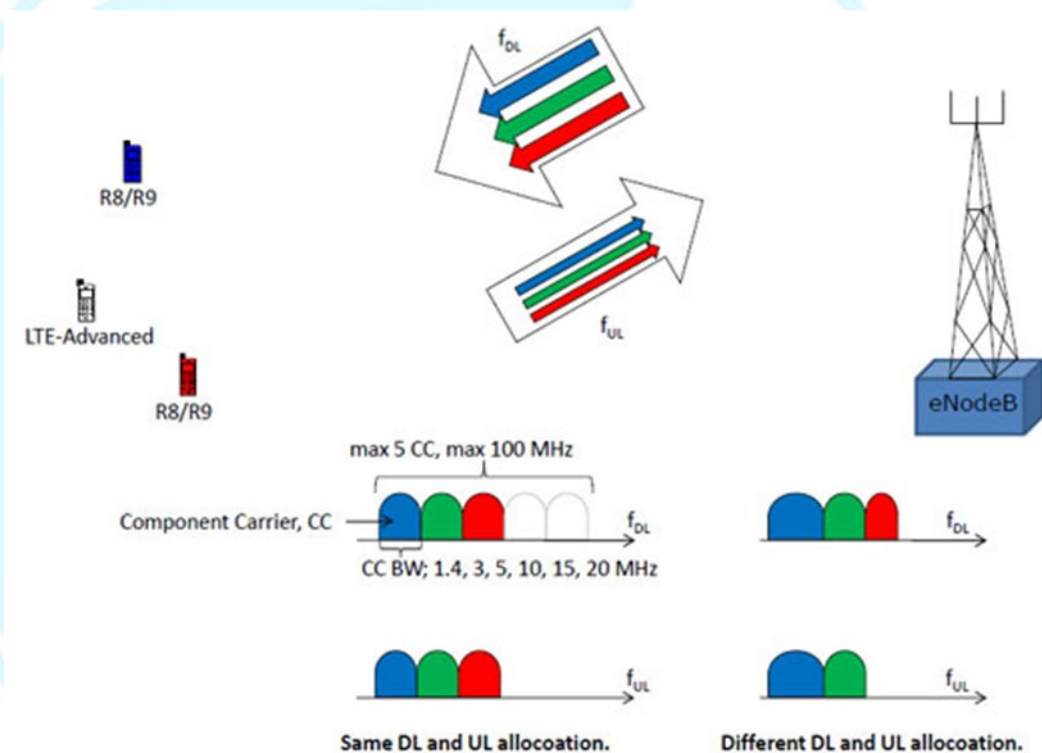 f_DL
R8/R9
LTE-Advanced
f_UL
R8/R9
eNodeB
max 5 CC, max 100 MHz
Component Carrier, CC
f_DL
f_DL
CC BW; 1.4, 3, 5, 10, 15, 20 MHz
f_UL
f_UL
Same DL and UL allocoation.
Different DL and UL allocoation.